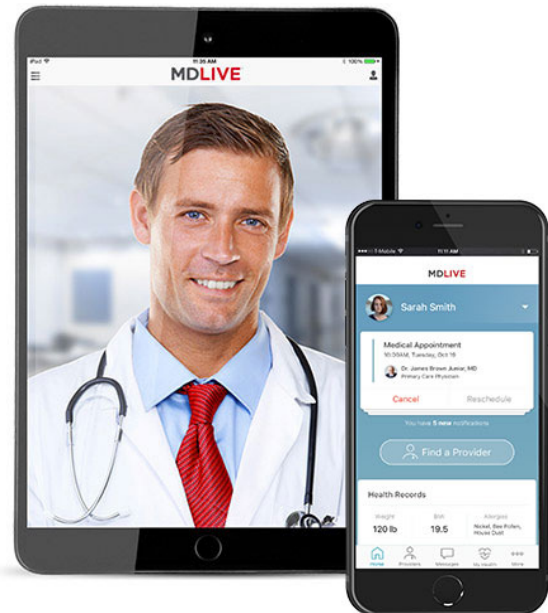 iPad
11:35 AM
100%
MDLIVE
T-Mobile
11:11 AM
MDLIVE
Sarah Smith
Medical Appointment
10:30AM, Tuesday, Oct 18
Dr. James Brown Junior, MD
Primary Care Physician
Cancel
Reschedule
You have 5 new notifications
Find a Provider
Health Records
Weight
BMI
Allergies
120 lb
19.5
Nickel, Bee Pollen,
House Dust
Home
Providers
Messages
My Health
More